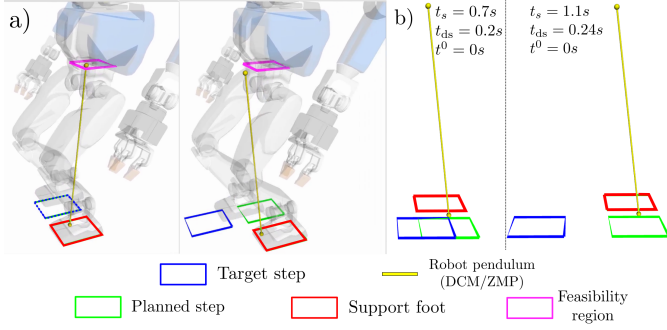 a)
b)
t_s = 0.7s
t_ds = 0.2s
t^0 = 0s
t_s = 1.1s
t_ds = 0.24s
t^0 = 0s
Target step
Robot pendulum
(DCM/ZMP)
Planned step
Support foot
Feasibility
region